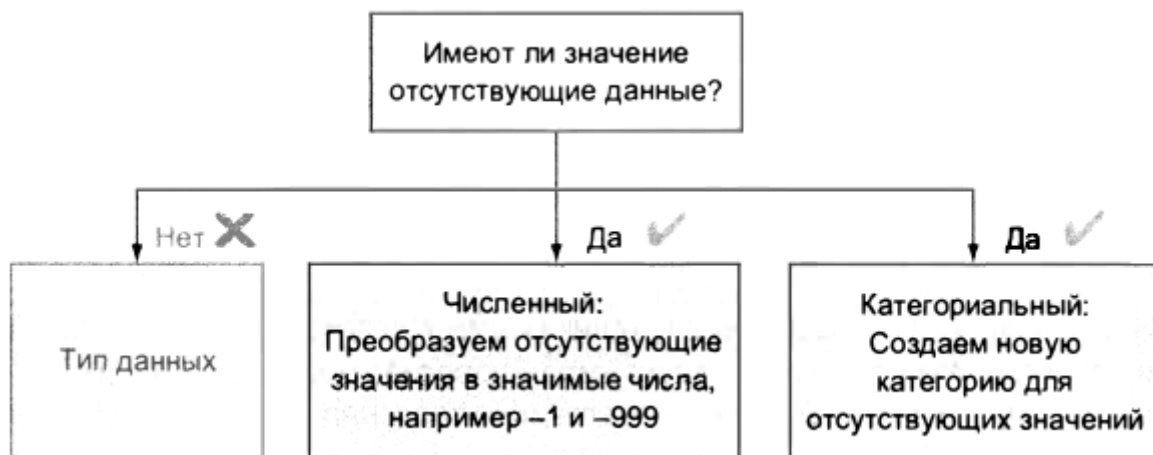 Имеют ли значение
отсутствующие данные?
Нет
Да
Да
Тип данных
Численный:
Преобразуем отсутствующие
значения в значимые числа,
например –1 и –999
Категориальный:
Создаем новую
категорию для
отсутствующих значений